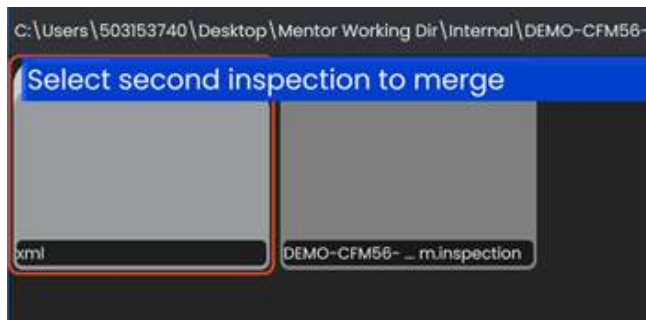 C:\Users\503153740\Desktop\Mentor Working Dir\Internal\DEMO-CFM56-
Select second inspection to merge
xml
DEMO-CFM56- ... m.inspection